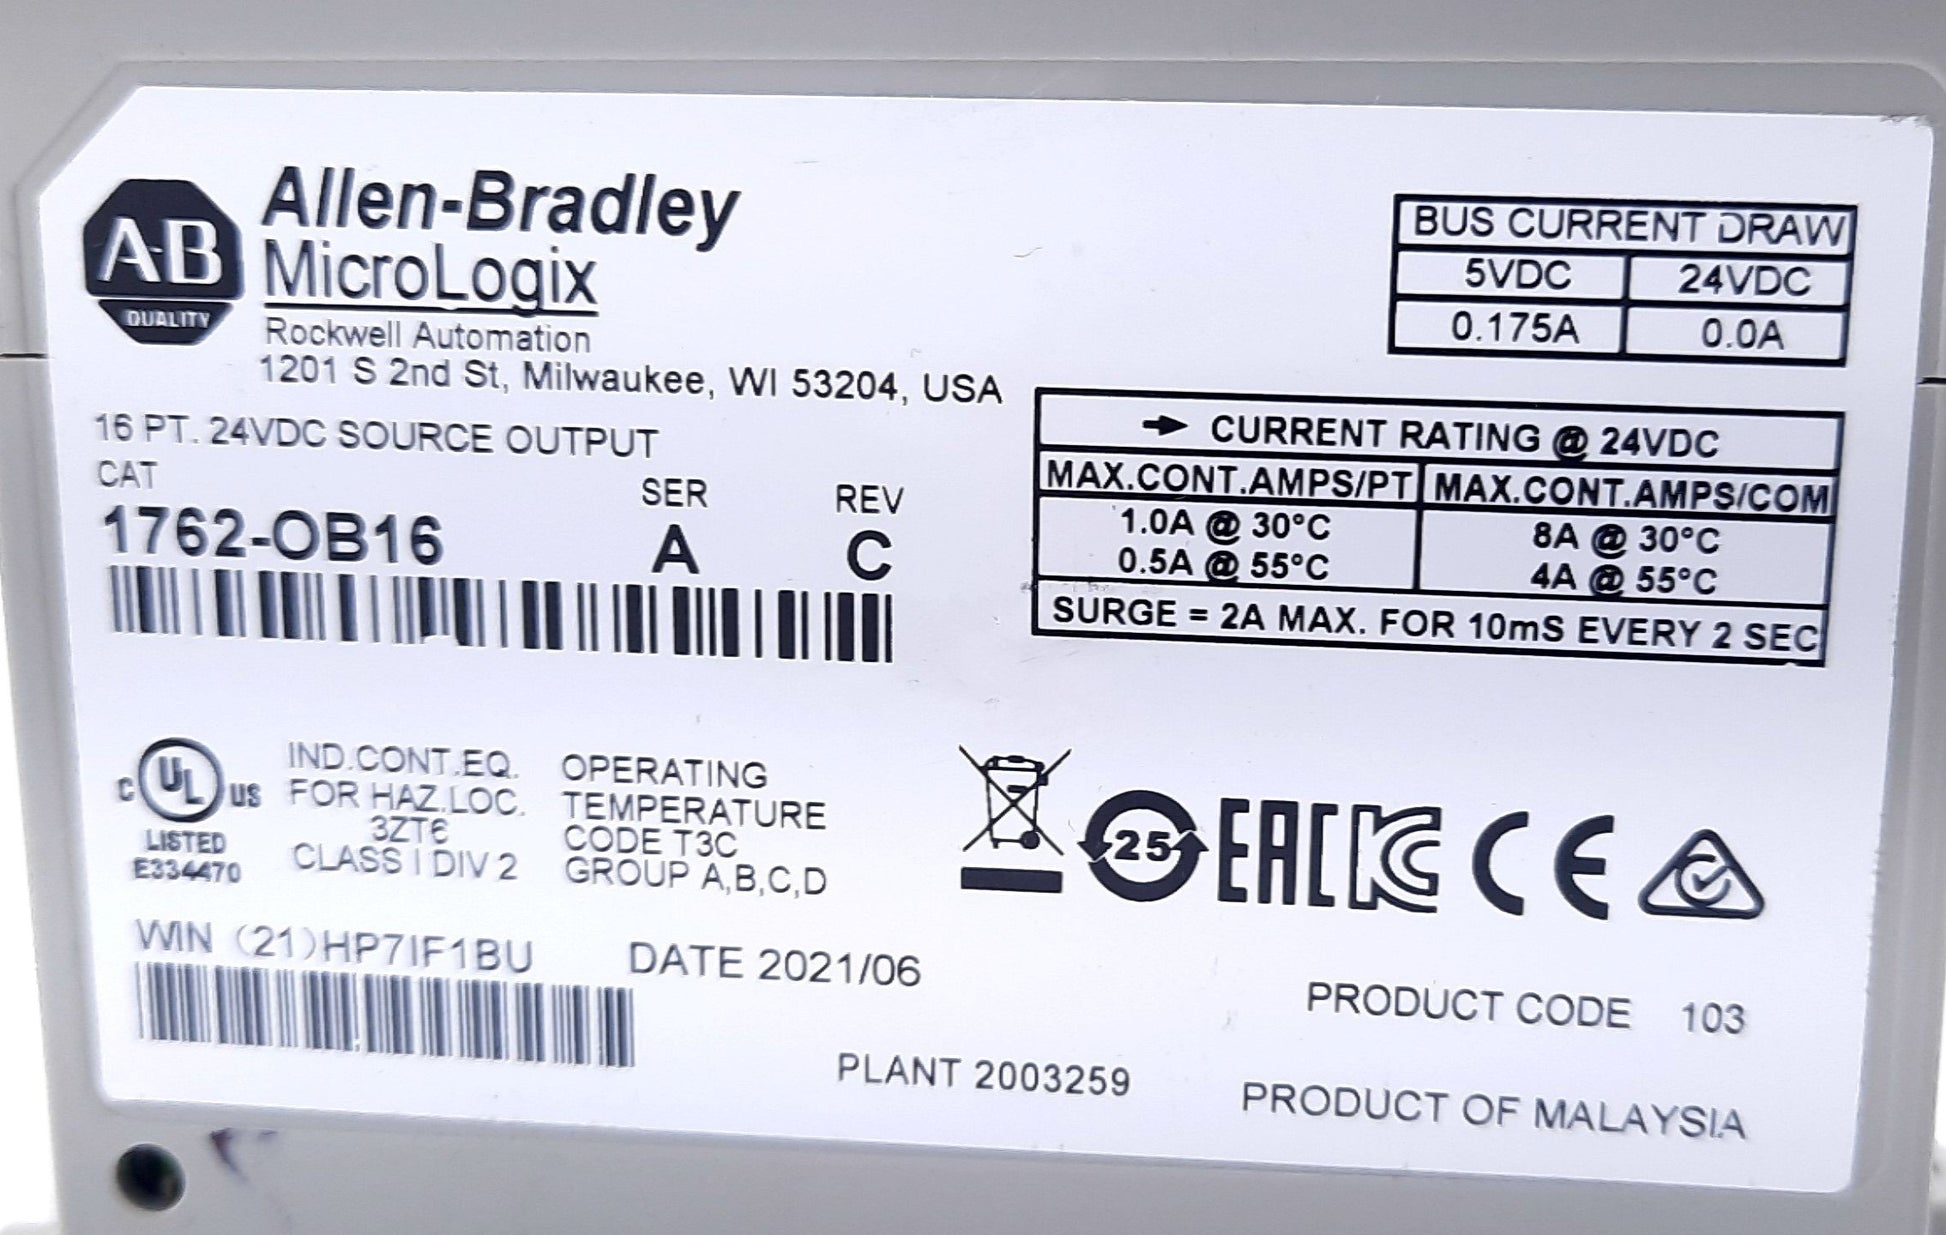 A-B
QUALITY
Allen-Bradley
MicroLogix
Rockwell Automation
1201 S 2nd St, Milwaukee, WI 53204, USA
16 PT. 24VDC SOURCE OUTPUT
CAT SER REV
1762-OB16 A C
BUS CURRENT DRAW
5VDC 24VDC
0.175A 0.0A
→ CURRENT RATING @ 24VDC
MAX.CONT.AMPS/PT MAX.CONT.AMPS/COM
1.0A @ 30°C 8A @ 30°C
0.5A @ 55°C 4A @ 55°C
SURGE = 2A MAX. FOR 10mS EVERY 2 SEC
C UL US
LISTED
E334470
IND.CONT.EQ.
FOR HAZ.LOC.
3ZT6
CLASS I DIV 2
OPERATING
TEMPERATURE
CODE T3C
GROUP A,B,C,D
25 EAC KC CE
WIN (21)HP7IF1BU DATE 2021/06
PRODUCT CODE 103
PLANT 2003259
PRODUCT OF MALAYSIA